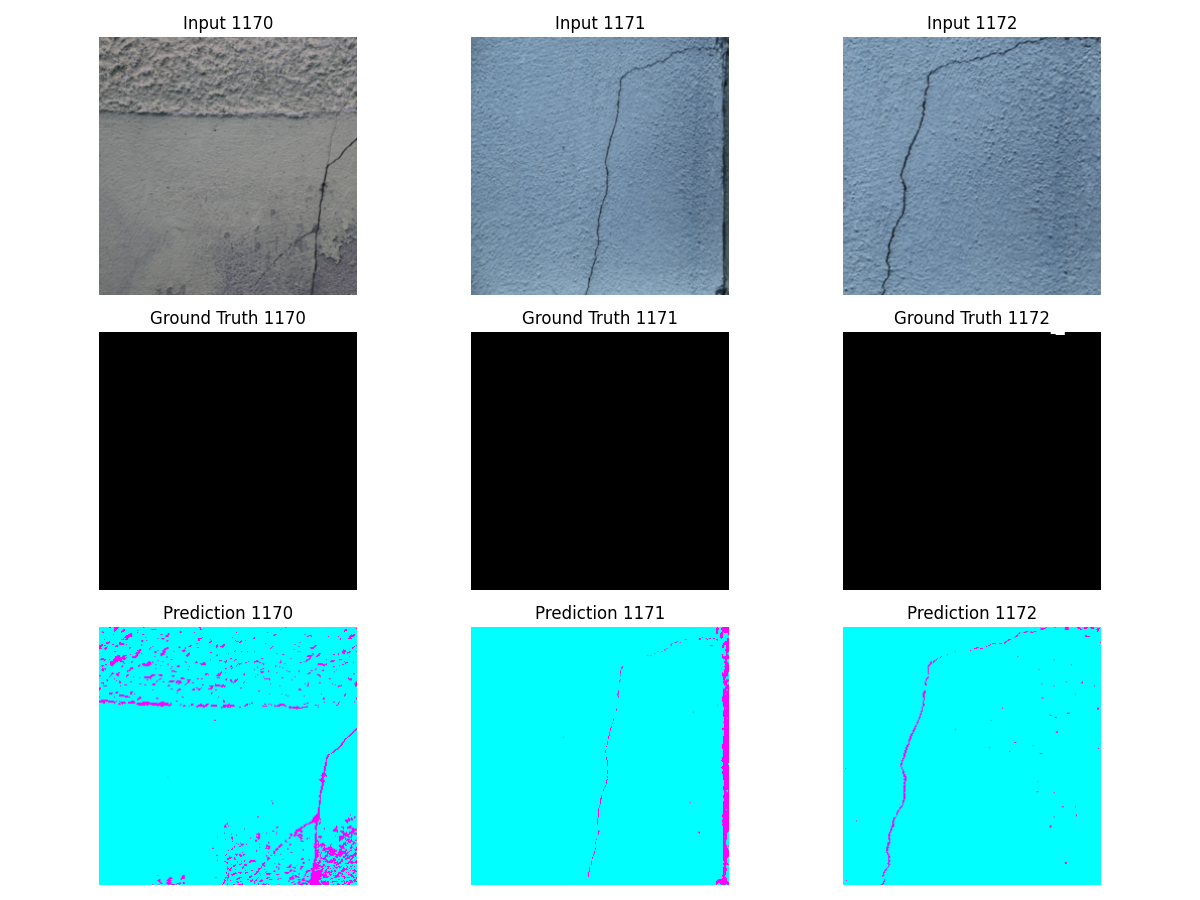 Input 1170
Input 1171
Input 1172
Ground Truth 1170
Ground Truth 1171
Ground Truth 1172
Prediction 1170
Prediction 1171
Prediction 1172